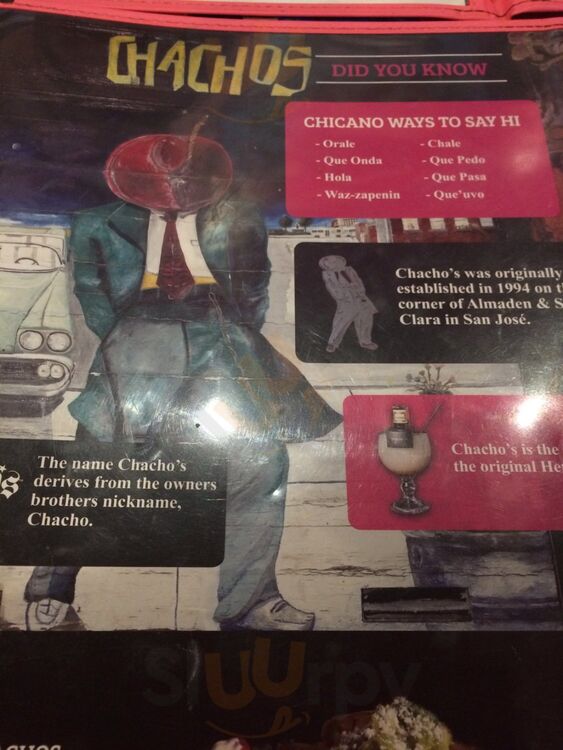 CHACHOS
DID YOU KNOW
CHICANO WAYS TO SAY HI
- Orale
- Que Onda
- Hola
- Waz-zapenin
- Chale
- Que Pedo
- Que Pasa
- Que'uvo
Chacho's was originally
established in 1994 on
corner of Almaden &
Clara in San José.
Chacho's is the
the original
The name Chacho's
derives from the owners
brothers nickname,
Chacho.
Sluurpy